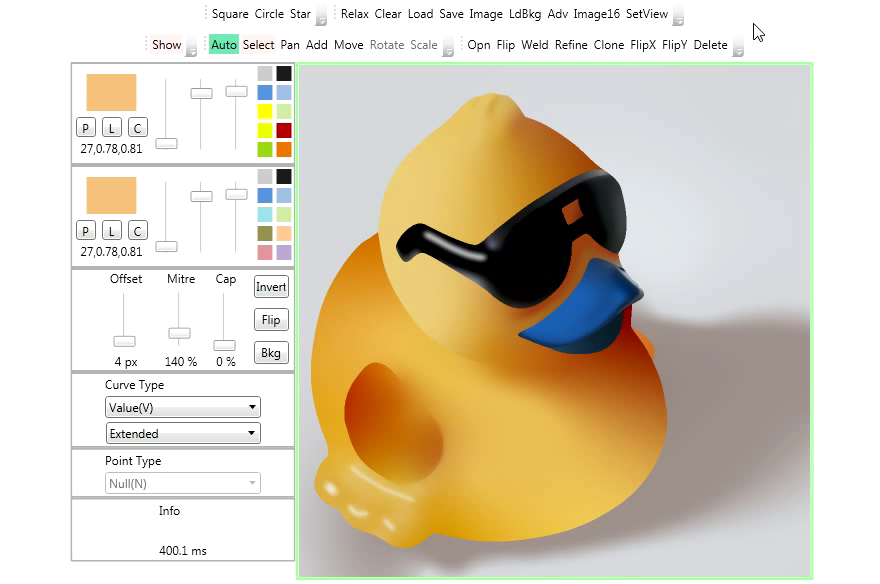 Square Circle Star Relax Clear Load Save Image LdBkg Adv Image16 SetView
Show Auto Select Pan Add Move Rotate Scale Opn Flip Weld Refine Clone FlipX FlipY Delete
P L C
27,0.78,0.81
P L C
27,0.78,0.81
Offset Mitre Cap
Invert
Flip
Bkg
4 px 140 % 0 %
Curve Type
Value(V)
Extended
Point Type
Null(N)
Info
400.1 ms